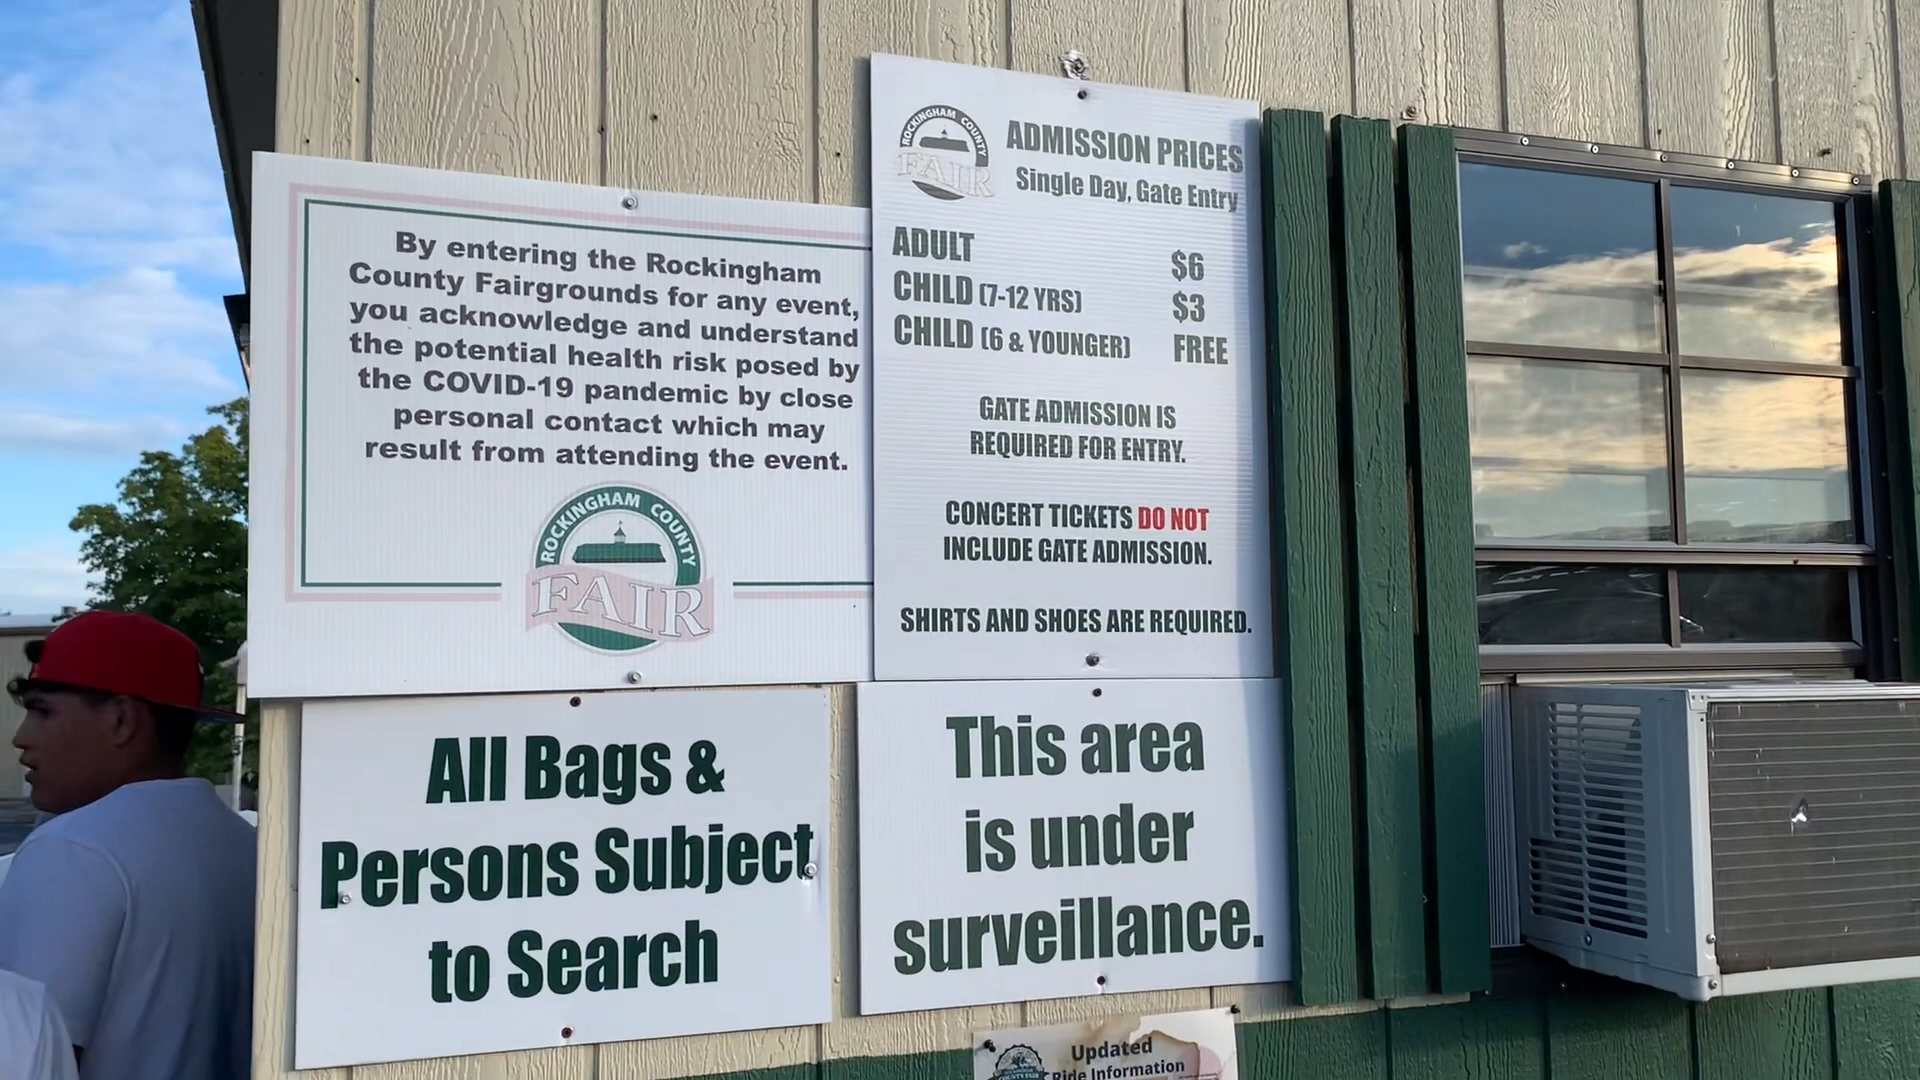 By entering the Rockingham
County Fairgrounds for any event,
you acknowledge and understand
the potential health risk posed by
the COVID-19 pandemic by close
personal contact which may
result from attending the event.
ROCKINGHAM COUNTY
FAIR
ROCKINGHAM COUNTY
FAIR
ADMISSION PRICES
Single Day, Gate Entry
ADULT $6
CHILD (7-12 YRS) $3
CHILD (6 & YOUNGER) FREE
GATE ADMISSION IS
REQUIRED FOR ENTRY.
CONCERT TICKETS DO NOT
INCLUDE GATE ADMISSION.
SHIRTS AND SHOES ARE REQUIRED.
All Bags &
Persons Subject
to Search
This area
is under
surveillance.
Updated
Ride Information